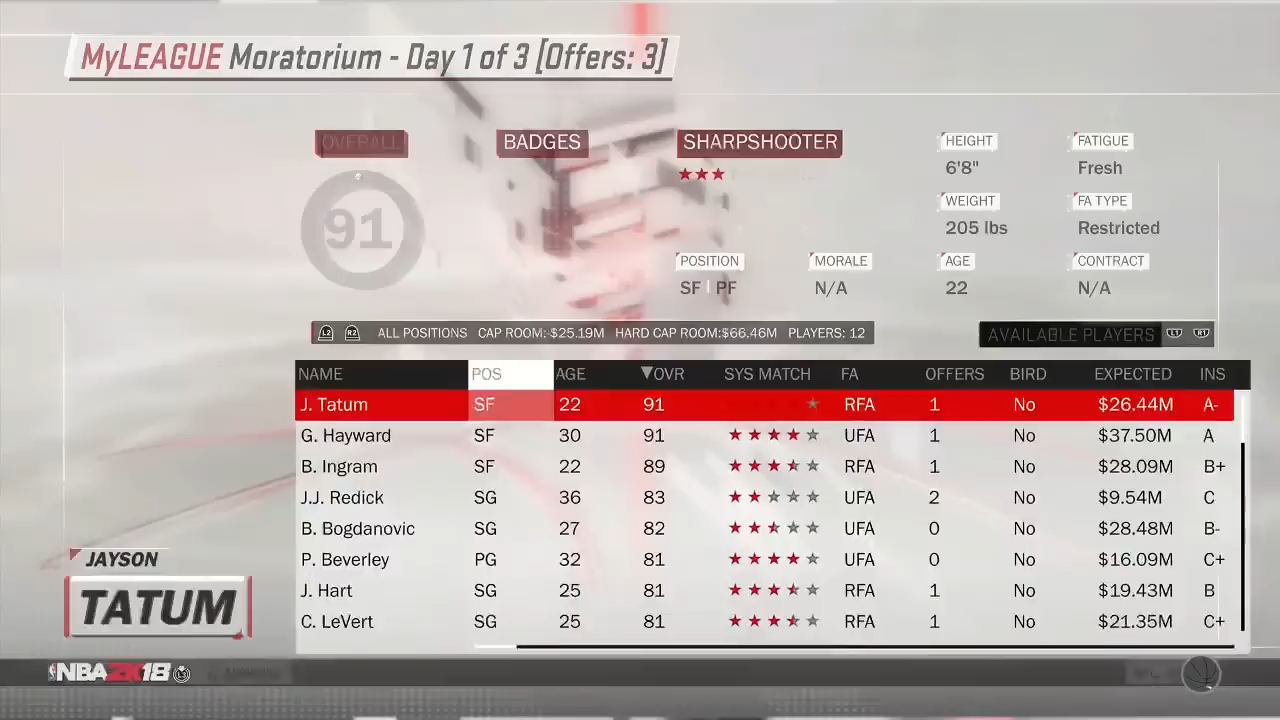 MyLEAGUE Moratorium - Day 1 of 3 [Offers: 3]
OVERALL
91
BADGES
SHARPSHOOTER
HEIGHT
6'8"
FATIGUE
Fresh
WEIGHT
205 lbs
FA TYPE
Restricted
POSITION
SF | PF
MORALE
N/A
AGE
22
CONTRACT
N/A
L2 R2 ALL POSITIONS CAP ROOM:-$25.19M HARD CAP ROOM:$66.46M PLAYERS: 12
AVAILABLE PLAYERS L1 R1
NAME POS AGE ▼OVR SYS MATCH FA OFFERS BIRD EXPECTED INS
J. Tatum SF 22 91 RFA 1 No $26.44M A-
G. Hayward SF 30 91 UFA 1 No $37.50M A
B. Ingram SF 22 89 RFA 1 No $28.09M B+
J.J. Redick SG 36 83 UFA 2 No $9.54M C
B. Bogdanovic SG 27 82 UFA 0 No $28.48M B-
P. Beverley PG 32 81 UFA 0 No $16.09M C+
J. Hart SG 25 81 RFA 1 No $19.43M B
C. LeVert SG 25 81 RFA 1 No $21.35M C+
JAYSON
TATUM
NBA2K18